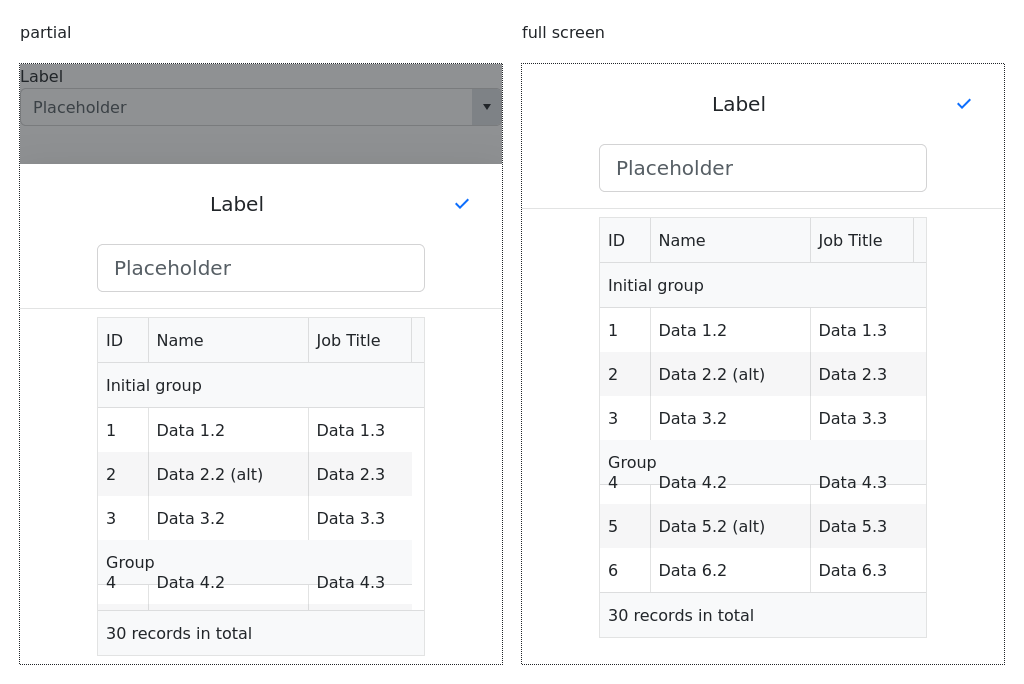 partial
Label
Placeholder
Label
Placeholder
ID Name Job Title
Initial group
1 Data 1.2 Data 1.3
2 Data 2.2 (alt) Data 2.3
3 Data 3.2 Data 3.3
Group
4 Data 4.2 Data 4.3
30 records in total
full screen
Label
Placeholder
ID Name Job Title
Initial group
1 Data 1.2 Data 1.3
2 Data 2.2 (alt) Data 2.3
3 Data 3.2 Data 3.3
Group
4 Data 4.2 Data 4.3
5 Data 5.2 (alt) Data 5.3
6 Data 6.2 Data 6.3
30 records in total